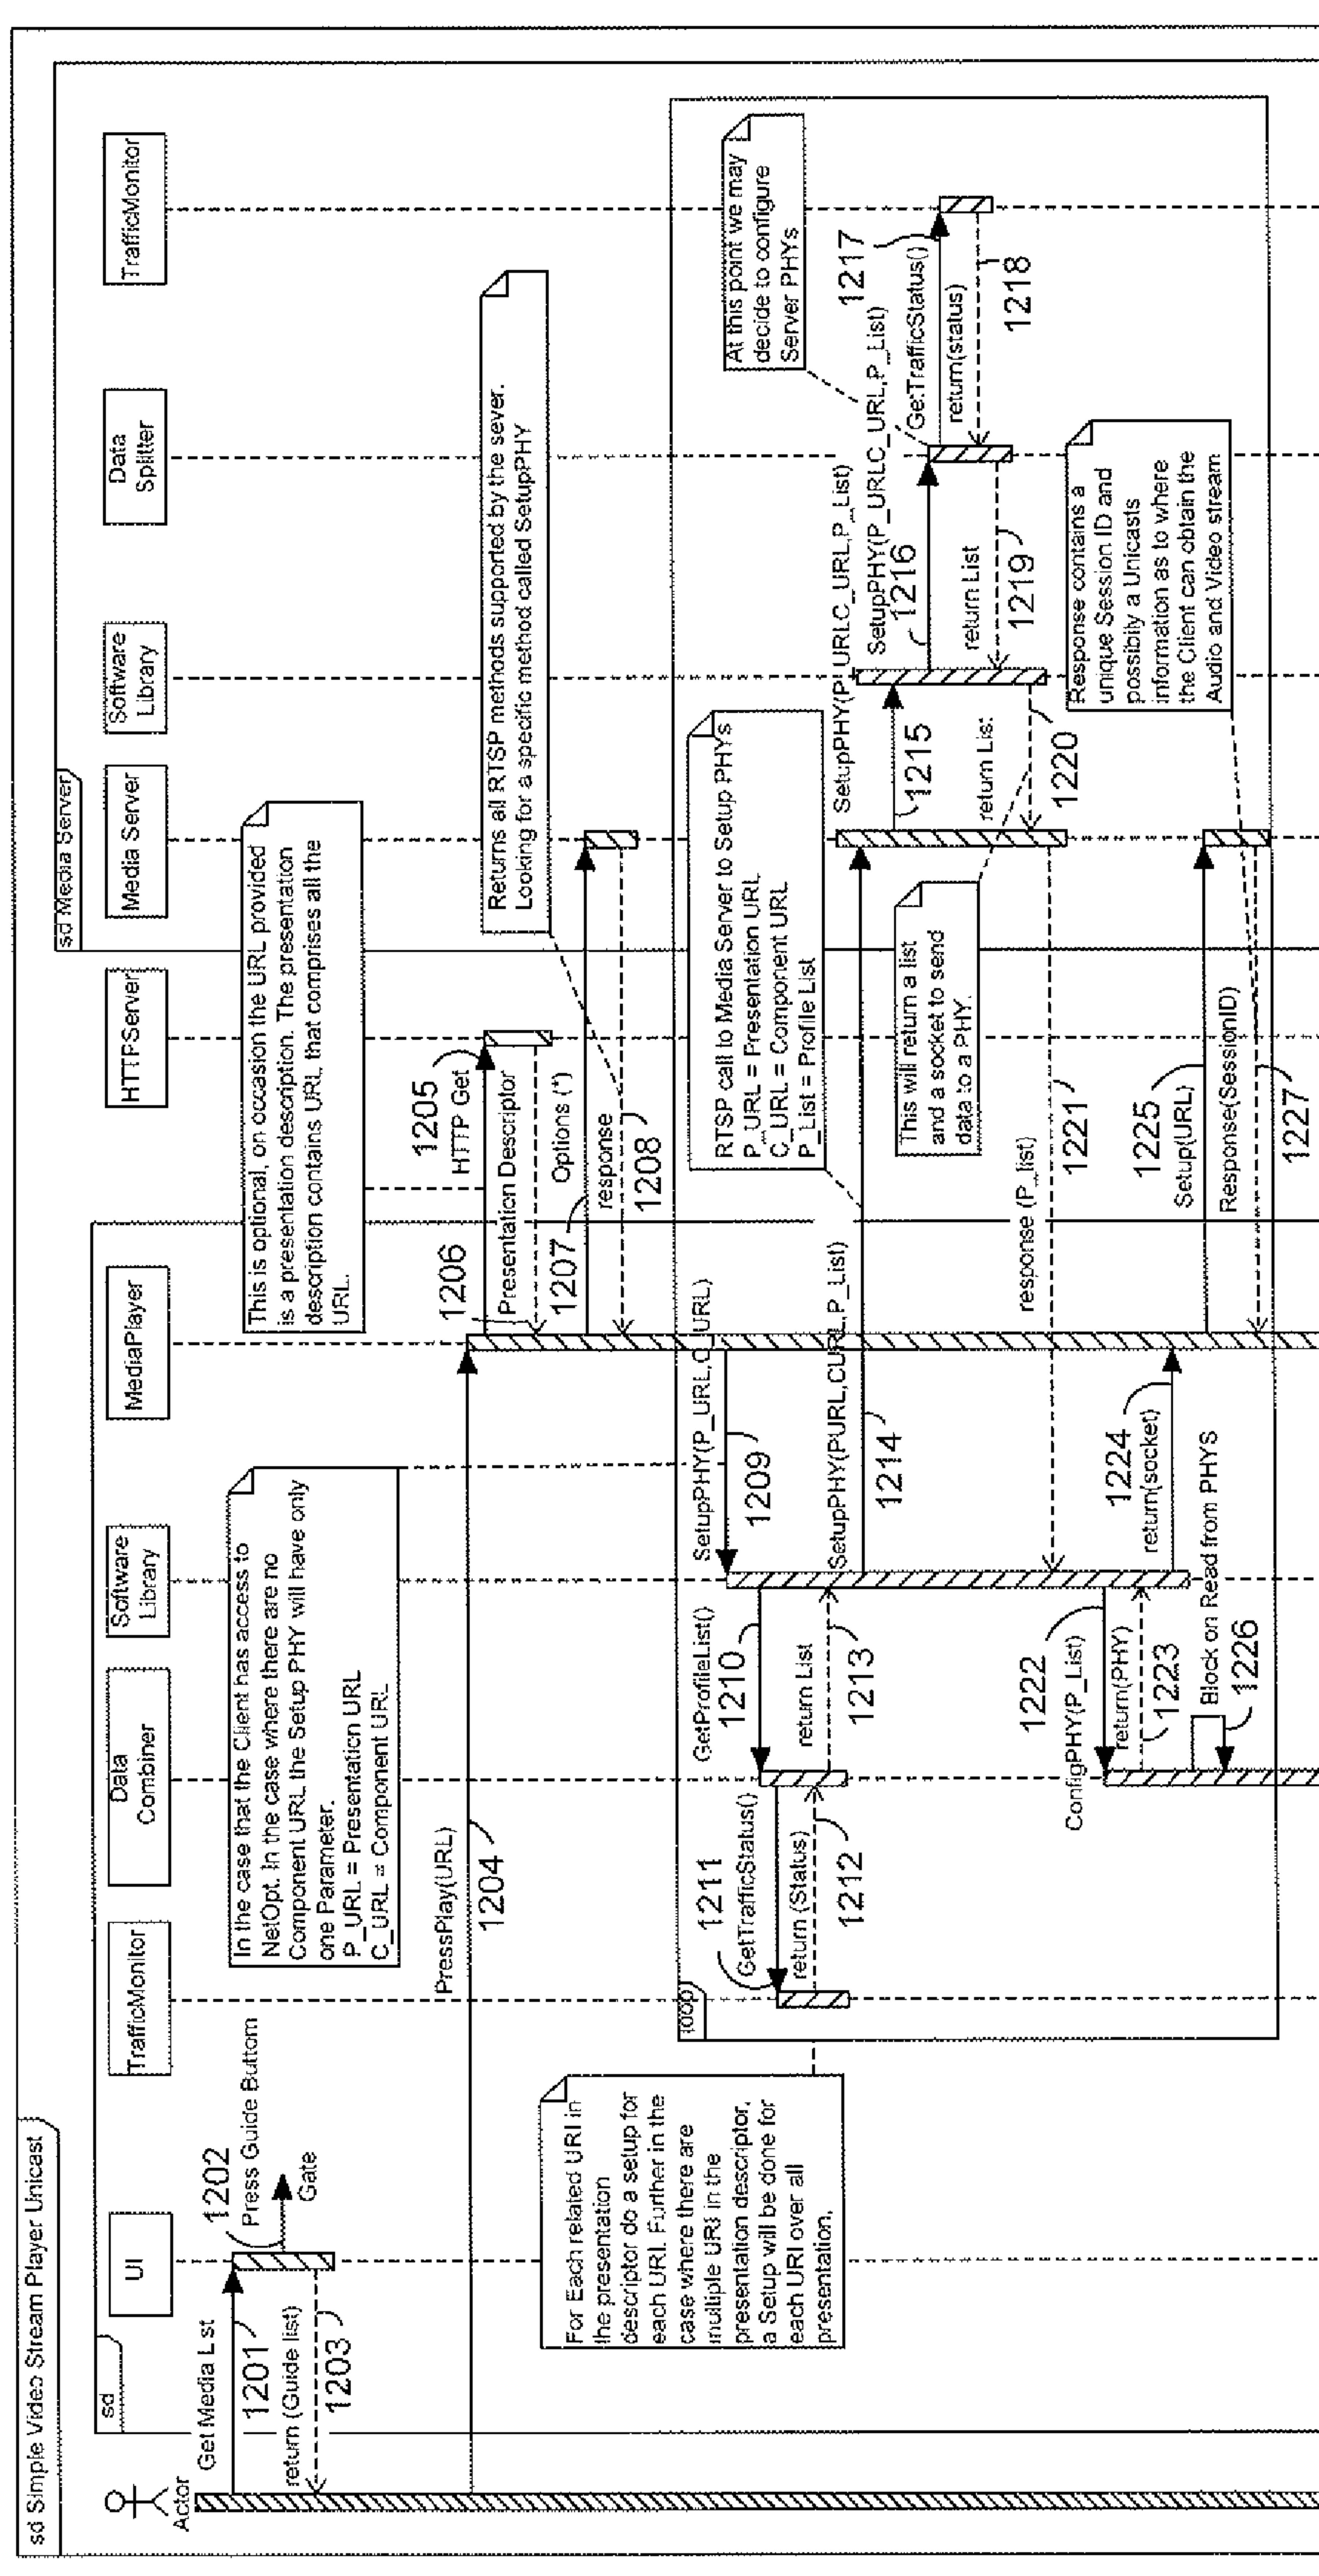 sd Simple Video Stream Player Unicast
sd
sd Media Server
Actor
UI
TrafficMonitor
Data
Combiner
Software
Library
MediaPlayer
HTTPServer
Media Server
Software
Library
Data
Splitter
TrafficMonitor
Get Media List
1201
1202
Press Guide Buttom
Gate
return (Guide list)
1203
In the case that the Client has access to
NetOpt. In the case where there are no
Component URL the Setup PHY will have only
one Parameter.
P_URL = Presentation URL
C_URL = Component URL
This is optional, on occasion the URL provided
is a presentation description. The presentation
description contains URL that comprises all the
URL.
PressPlay(URL)
1204
1205
HTTP Get
1206
Presentation Descriptor
Options (*)
1207
response
1208
Returns all RTSP methods supported by the sever.
Looking for a specific method called SetupPHY
For Each related URI in
the presentation
descriptor do a setup for
each URI. Further in the
case where there are
multiple URI in the
presentation descriptor,
a Setup will be done for
each URI over all
presentation.
loop
SetupPHY(P_URL,C_URL)
1209
GetProfileList()
1210
1211
GetTrafficStatus()
return (Status)
1212
return List
1213
SetupPHY(PURL,CURL,P_List)
1214
RTSP call to Media Server to Setup PHYs
P_URL = Presentation URL
C_URL = Component URL
P_List = Profile List
SetupPHY(P_URLC_URL,P_List)
1215
SetupPHY(P_URLC_URL,P_List)
1216
At this point we may
decide to configure
Server PHYs
1217
GetTrafficStatus()
return(status)
1218
return List
1219
return List
1220
This will return a list
and a socket to send
data to a PHY.
response (P_list)
1221
1222
ConfigPHY(P_List)
return(PHY)
1223
1224
return(socket)
1225
Setup(URL)
Block on Read from PHYS
1226
Response(SessionID)
1227
Response contains a
unique Session ID and
possibily a Unicasts
information as to where
the Client can obtain the
Audio and Video stream